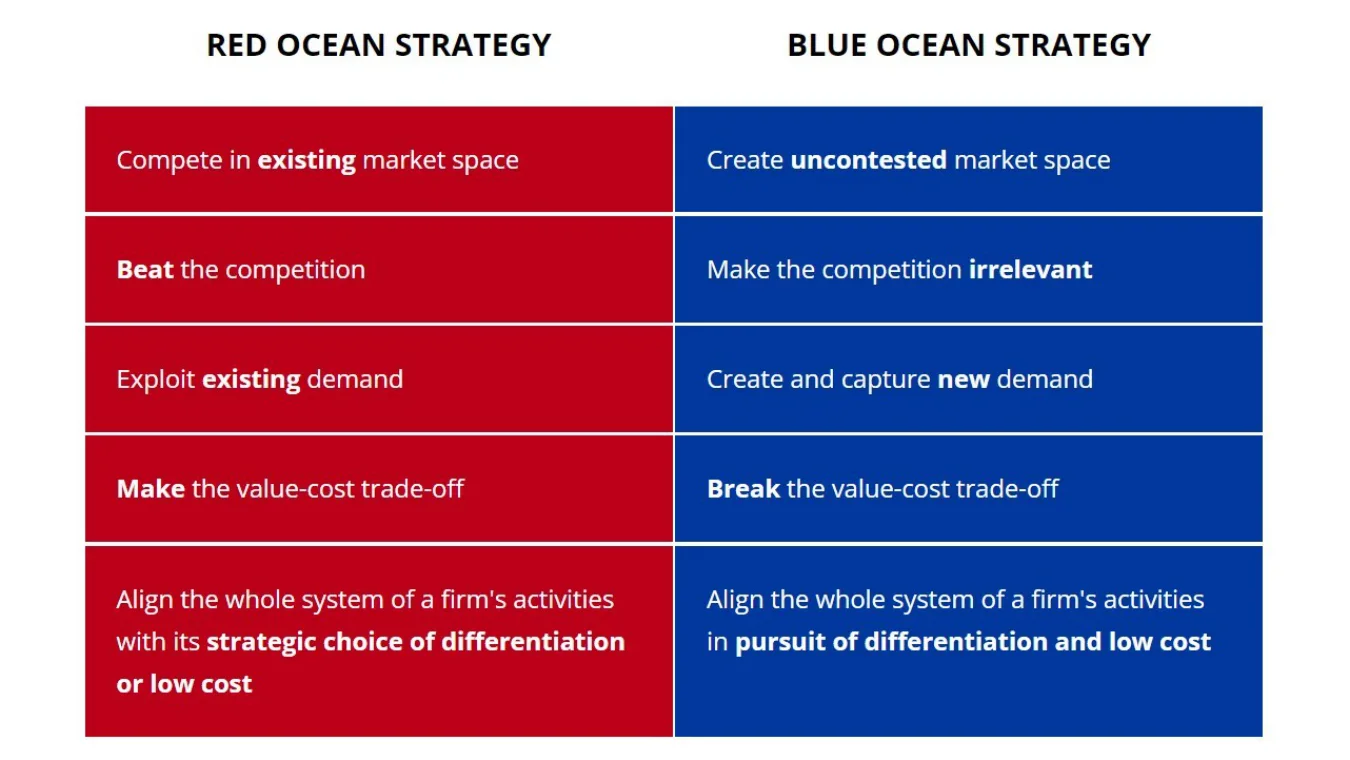 RED OCEAN STRATEGY
BLUE OCEAN STRATEGY
Compete in existing market space
Create uncontested market space
Beat the competition
Make the competition irrelevant
Exploit existing demand
Create and capture new demand
Make the value-cost trade-off
Break the value-cost trade-off
Align the whole system of a firm's activities
with its strategic choice of differentiation
or low cost
Align the whole system of a firm's activities
in pursuit of differentiation and low cost